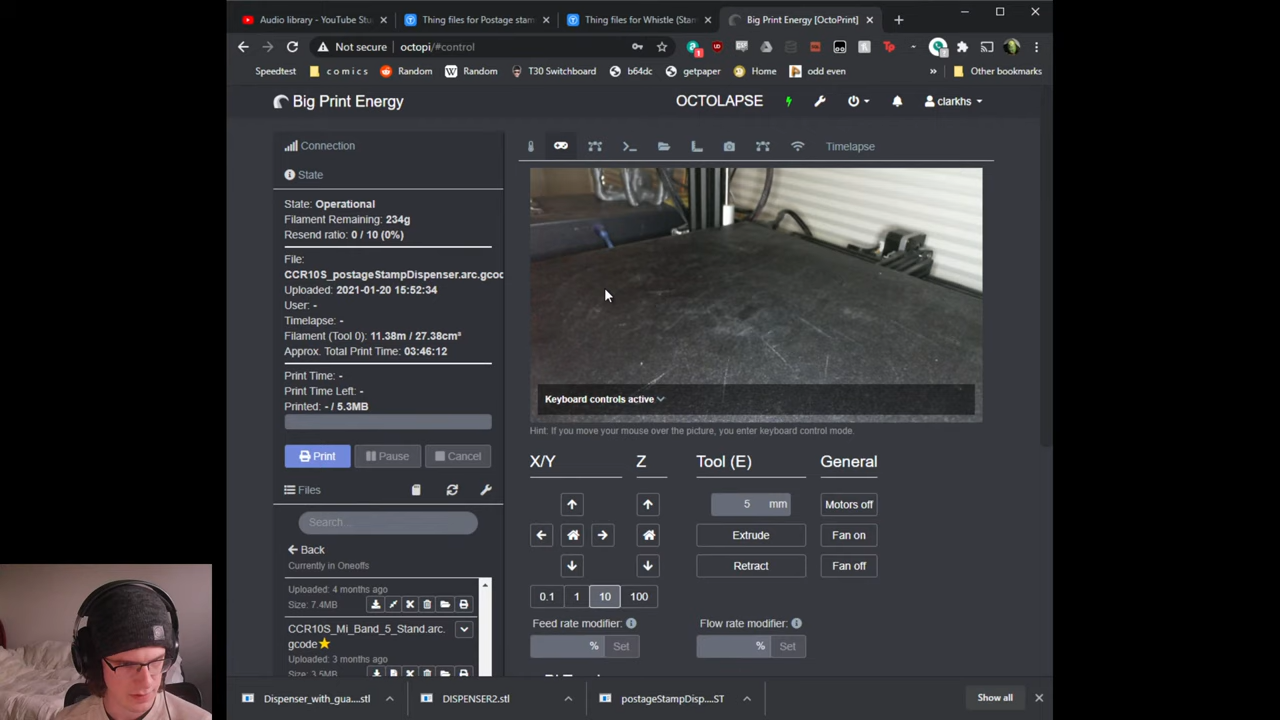 Audio library - YouTube Stu
Thing files for Postage stam
Thing files for Whistle (Stan
Big Print Energy [OctoPrint]
Not secure
octopi/#control
Speedtest
c o m i c s
Random
Random
T30 Switchboard
b64dc
getpaper
Home
odd even
»
Other bookmarks
Big Print Energy
OCTOLAPSE
clarkhs
Connection
State
Timelapse
State: Operational
Filament Remaining: 234g
Resend ratio: 0 / 10 (0%)
File:
CCR10S_postageStampDispenser.arc.gcoc
Uploaded: 2021-01-20 15:52:34
User: -
Timelapse: -
Filament (Tool 0): 11.38m / 27.38cm³
Approx. Total Print Time: 03:46:12
Print Time: -
Print Time Left: -
Printed: - / 5.3MB
Print
Pause
Cancel
Files
Search...
Back
Currently in Oneoffs
Uploaded: 4 months ago
Size: 7.4MB
CCR10S_Mi_Band_5_Stand.arc.
gcode
Uploaded: 3 months ago
Size: 3.5MB
Keyboard controls active
Hint: If you move your mouse over the picture, you enter keyboard control mode.
X/Y
Z
Tool (E)
General
5 mm
Motors off
Extrude
Fan on
Retract
Fan off
0.1
1
10
100
Feed rate modifier:
Flow rate modifier:
%
Set
%
Set
Dispenser_with_gua....stl
DISPENSER2.stl
postageStampDisp...ST
Show all